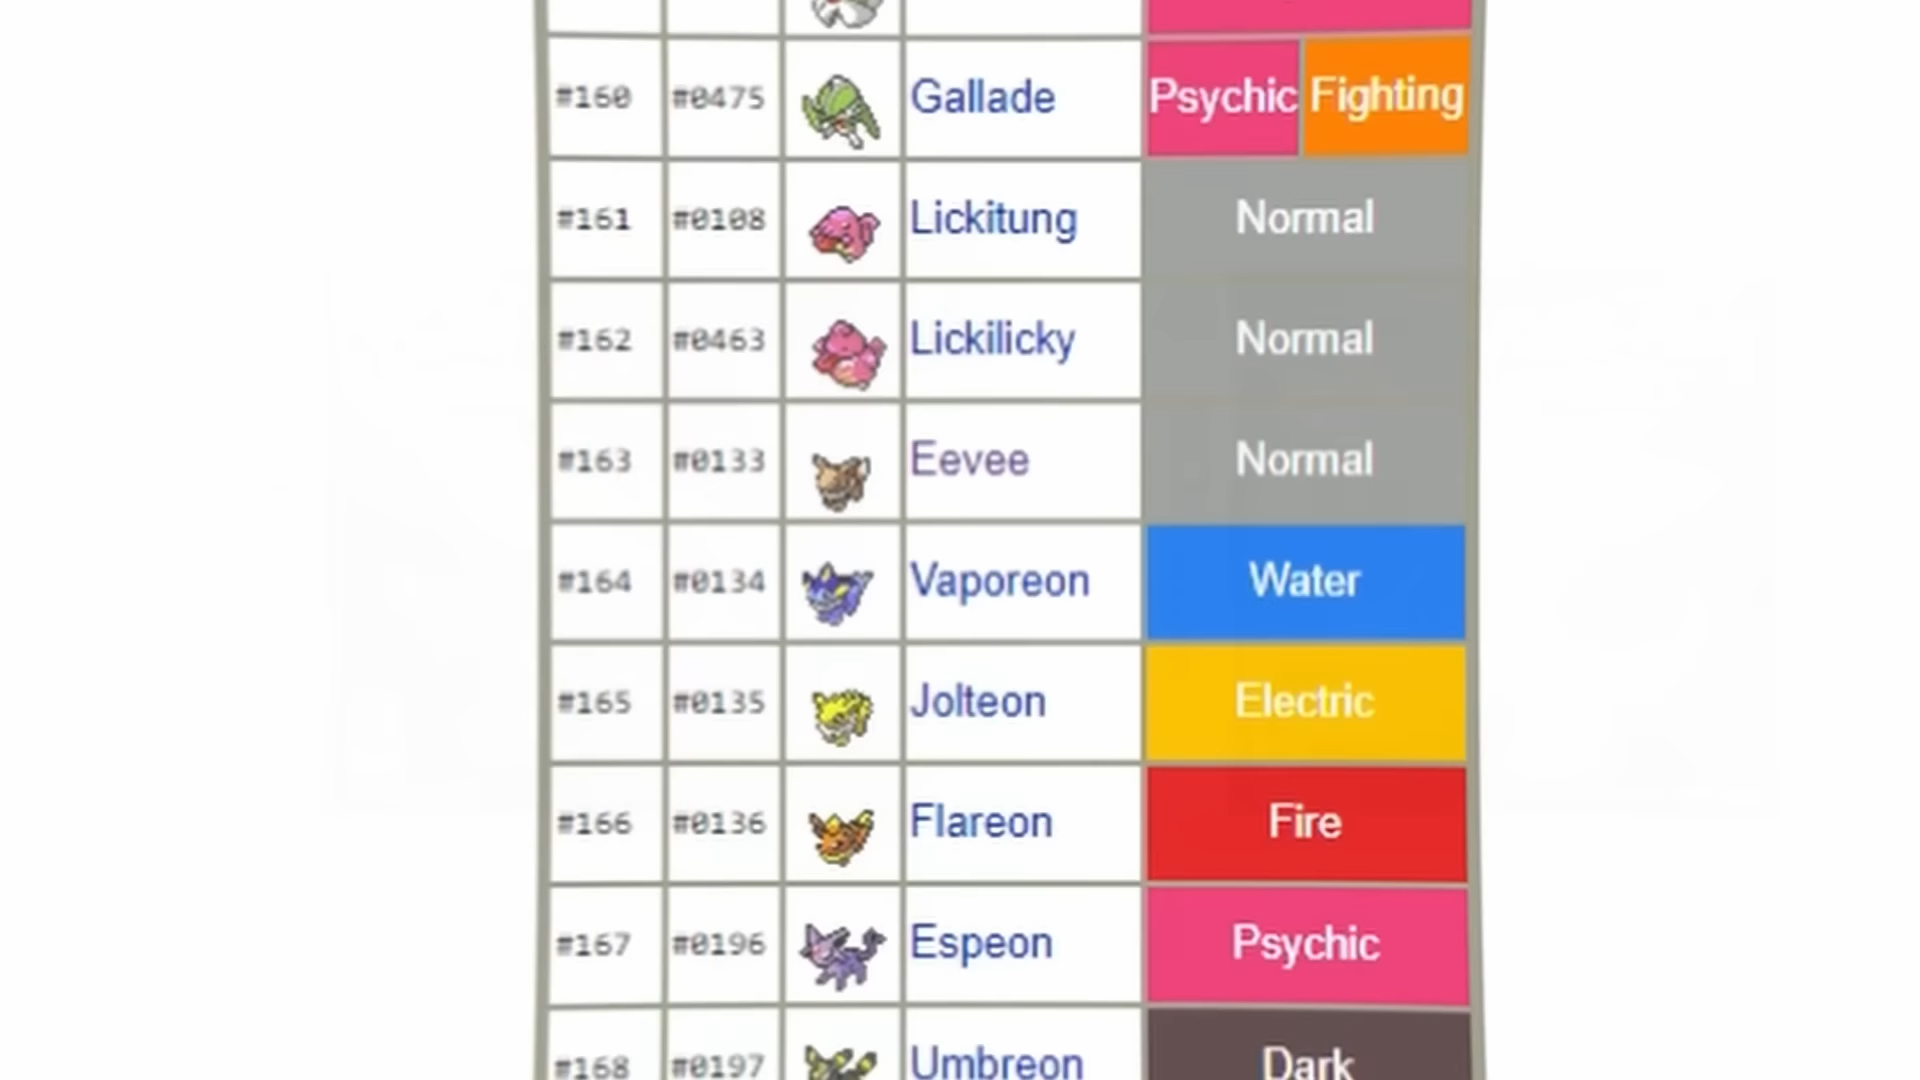 #160 #0475 Gallade Psychic Fighting
#161 #0108 Lickitung Normal
#162 #0463 Lickilicky Normal
#163 #0133 Eevee Normal
#164 #0134 Vaporeon Water
#165 #0135 Jolteon Electric
#166 #0136 Flareon Fire
#167 #0196 Espeon Psychic
#168 #0197 Umbreon Dark